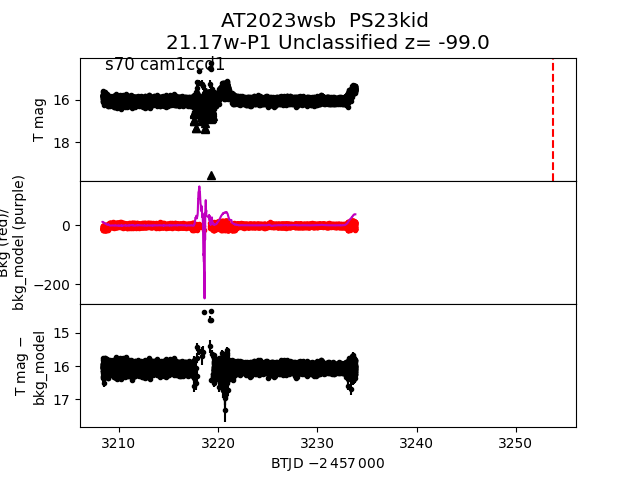 AT2023wsb  PS23kid
21.17w-P1 Unclassified z= -99.0
s70 cam1ccd1
T mag
16
18
Bkg (red)/
bkg_model (purple)
0
−200
T mag −
bkg_model
15
16
17
3210
3220
3230
3240
3250
BTJD −2 457 000